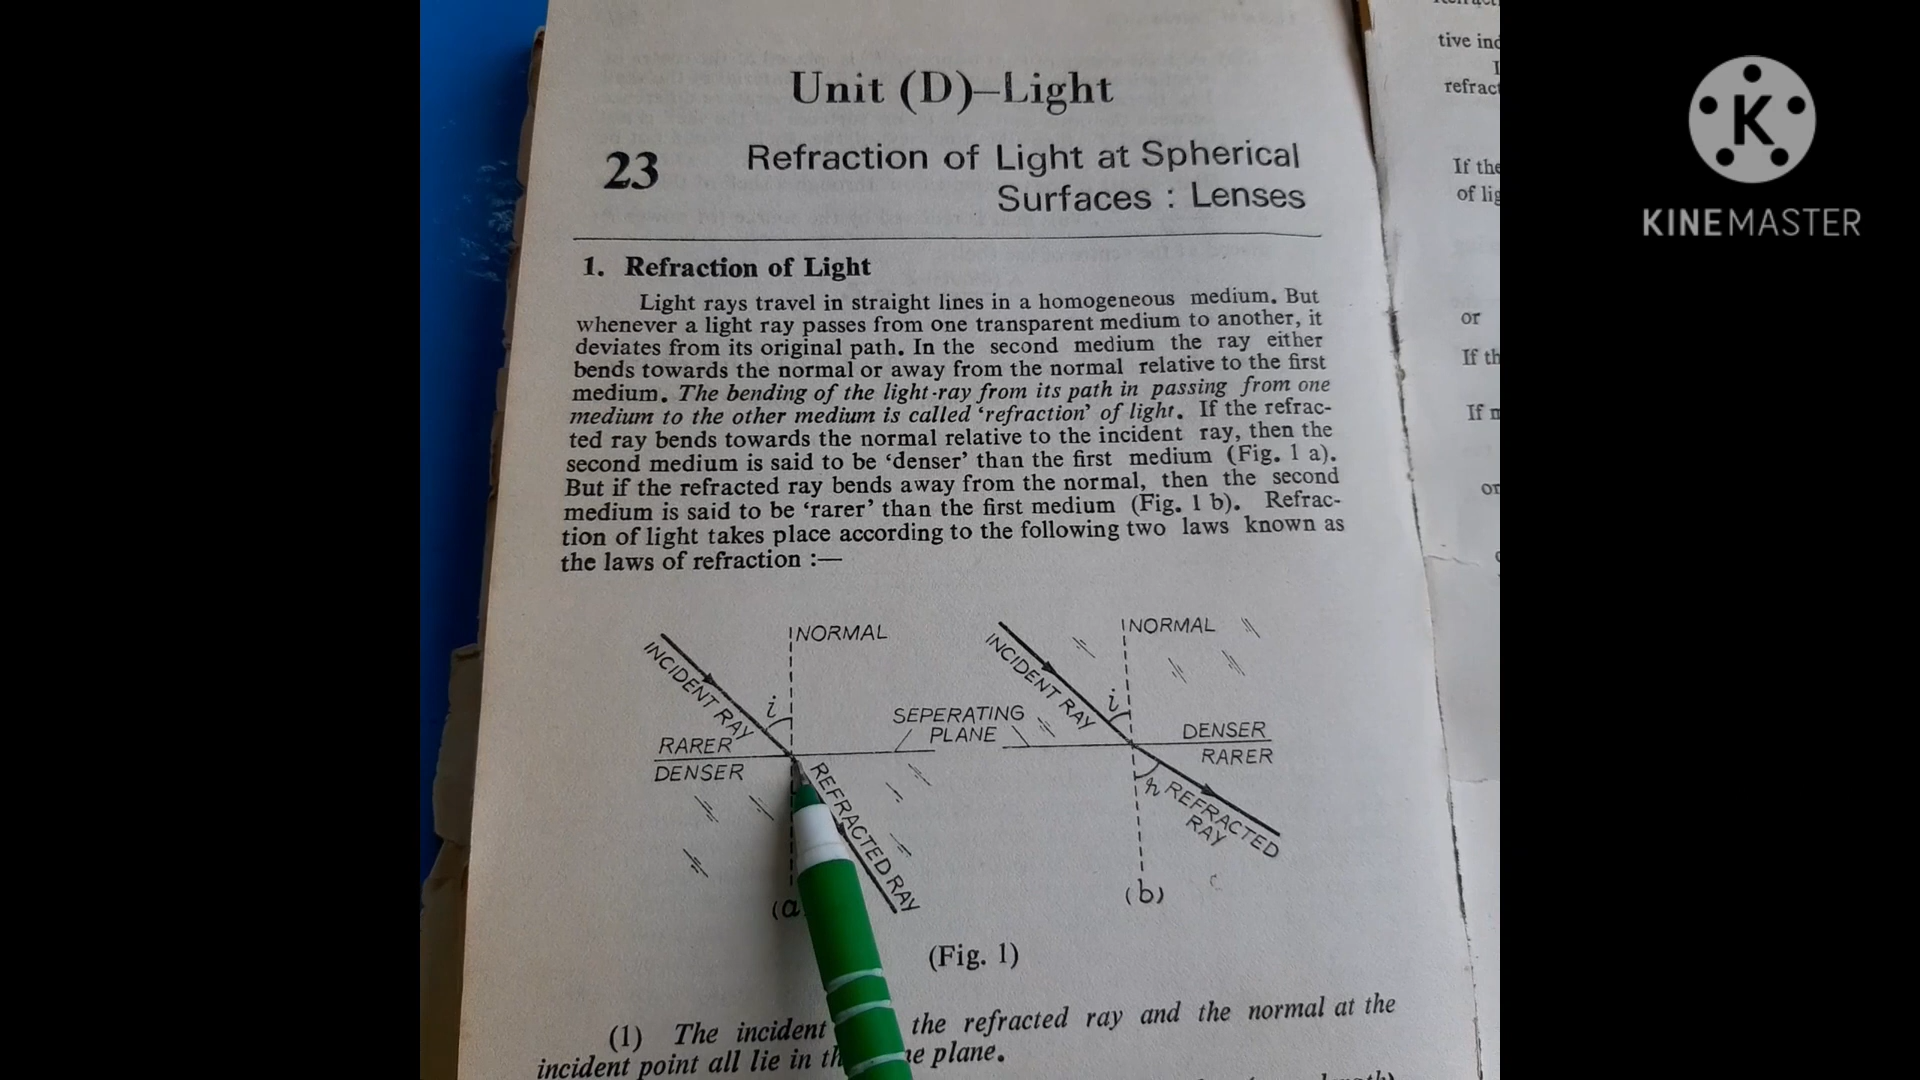 Unit (D)–Light
23 Refraction of Light at Spherical
Surfaces : Lenses
1. Refraction of Light
Light rays travel in straight lines in a homogeneous medium. But
whenever a light ray passes from one transparent medium to another, it
deviates from its original path. In the second medium the ray either
bends towards the normal or away from the normal relative to the first
medium. The bending of the light-ray from its path in passing from one
medium to the other medium is called ‘refraction’ of light. If the refrac-
ted ray bends towards the normal relative to the incident ray, then the
second medium is said to be ‘denser’ than the first medium (Fig. 1 a).
But if the refracted ray bends away from the normal, then the second
medium is said to be ‘rarer’ than the first medium (Fig. 1 b). Refrac-
tion of light takes place according to the following two laws known as
the laws of refraction :—
NORMAL
INCIDENT RAY
i
RARER
DENSER
REFRACTED RAY
(a
SEPERATING
PLANE
NORMAL
INCIDENT RAY
i
DENSER
RARER
r
REFRACTED
RAY
(b)
(Fig. 1)
(1) The incident the refracted ray and the normal at the
incident point all lie in plane.
tive
refract
If the
of
or
If
If
K
KINEMASTER